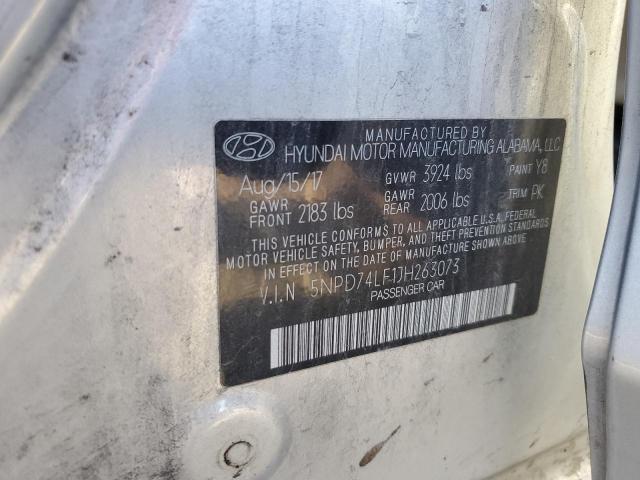 MANUFACTURED BY
HYUNDAI MOTOR MANUFACTURING ALABAMA, LLC
Aug/15/17 GVWR 3924 lbs PAINT Y8
GAWR FRONT 2183 lbs GAWR REAR 2006 lbs TRIM PK
THIS VEHICLE CONFORMS TO ALL APPLICABLE U.S.A. FEDERAL
MOTOR VEHICLE SAFETY, BUMPER, AND THEFT PREVENTION STANDARDS
IN EFFECT ON THE DATE OF MANUFACTURE SHOWN ABOVE.
V.I.N 5NPD74LF1JH263073
PASSENGER CAR